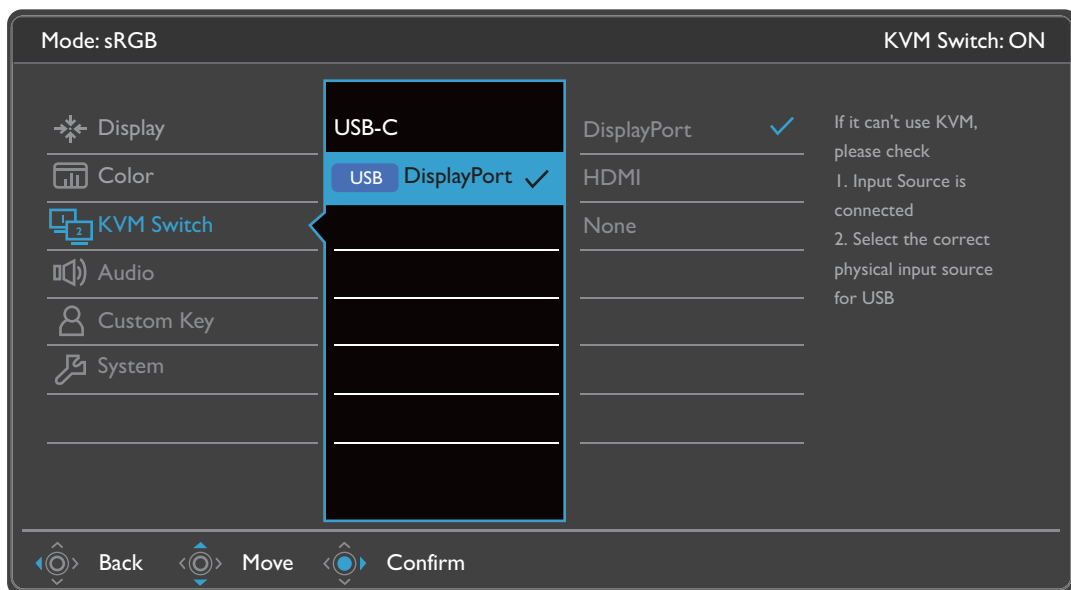 Mode: sRGB
KVM Switch: ON
Display
Color
1
2
KVM Switch
Audio
Custom Key
System
USB-C
USB DisplayPort
DisplayPort
HDMI
None
If it can't use KVM,
please check
1. Input Source is
connected
2. Select the correct
physical input source
for USB
Back
Move
Confirm